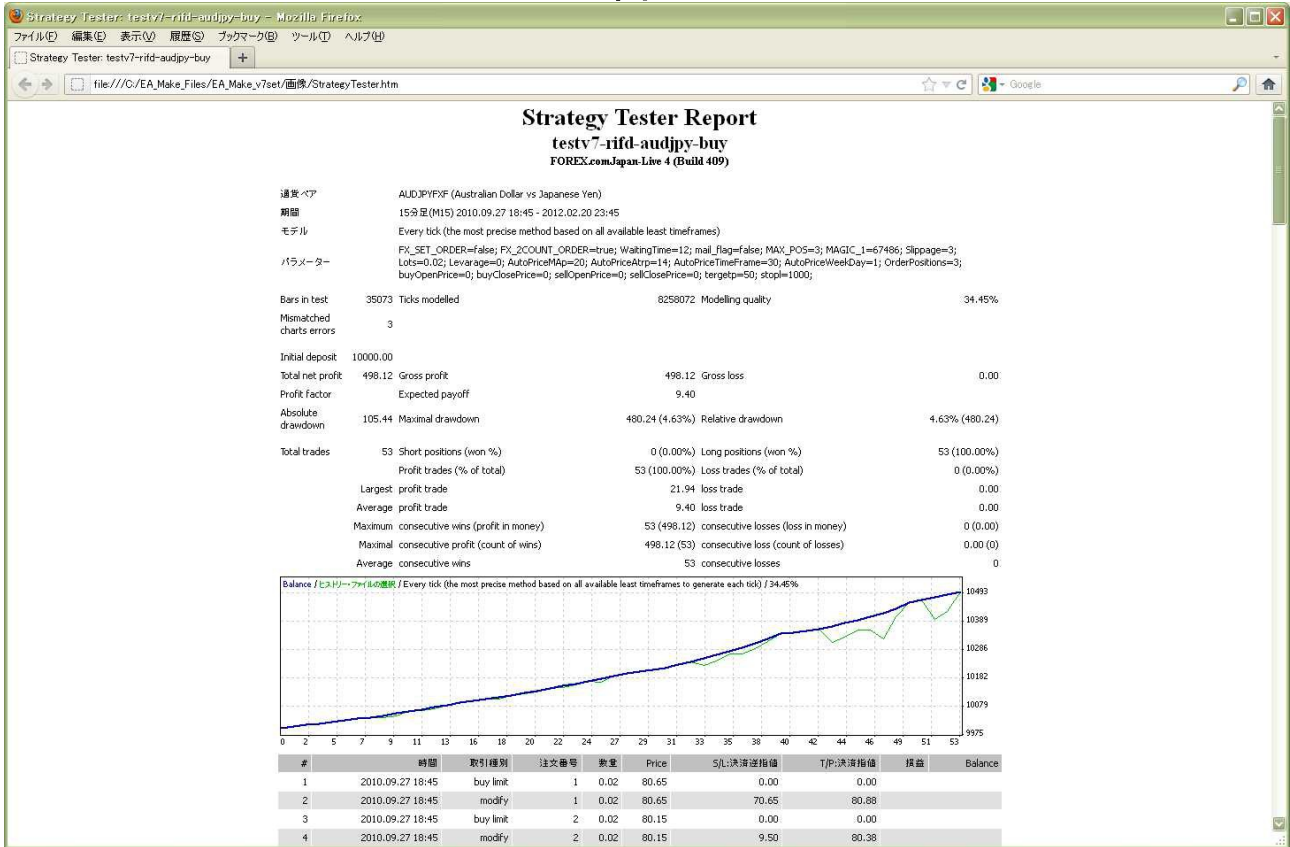 Strategy Tester: testv7-rifd-audjpy-buy - Mozilla Firefox
ファイル(F) 編集(E) 表示(V) 履歴(S) ブックマーク(B) ツール(T) ヘルプ(H)
Strategy Tester: testv7-rifd-audjpy-buy +
file:///C:/EA_Make_Files/EA_Make_v7set/画像/StrategyTester.htm Google
Strategy Tester Report
testv7-rifd-audjpy-buy
FOREX.comJapan-Live 4 (Build 409)
通貨ペア AUDJPYFXF (Australian Dollar vs Japanese Yen)
期間 15分足(M15) 2010.09.27 18:45 - 2012.02.20 23:45
モデル Every tick (the most precise method based on all available least timeframes)
パラメーター FX_SET_ORDER=false; FX_2COUNT_ORDER=true; WaitingTime=12; mail_flag=false; MAX_POS=3; MAGIC_1=67486; Slippage=3;
Lots=0.02; Levarage=0; AutoPriceMAp=20; AutoPriceAtrp=14; AutoPriceTimeFrame=30; AutoPriceWeekDay=1; OrderPositions=3;
buyOpenPrice=0; buyClosePrice=0; sellOpenPrice=0; sellClosePrice=0; tergetp=50; stopl=1000;
Bars in test 35073 Ticks modelled 8258072 Modelling quality 34.45%
Mismatched charts errors 3
Initial deposit 10000.00
Total net profit 498.12 Gross profit 498.12 Gross loss 0.00
Profit factor Expected payoff 9.40
Absolute drawdown 105.44 Maximal drawdown 480.24 (4.63%) Relative drawdown 4.63% (480.24)
Total trades 53 Short positions (won %) 0 (0.00%) Long positions (won %) 53 (100.00%)
Profit trades (% of total) 53 (100.00%) Loss trades (% of total) 0 (0.00%)
Largest profit trade 21.94 loss trade 0.00
Average profit trade 9.40 loss trade 0.00
Maximum consecutive wins (profit in money) 53 (498.12) consecutive losses (loss in money) 0 (0.00)
Maximal consecutive profit (count of wins) 498.12 (53) consecutive loss (count of losses) 0.00 (0)
Average consecutive wins 53 consecutive losses 0
Balance / ヒストリー・ファイルの選択 / Every tick (the most precise method based on all available least timeframes to generate each tick) / 34.45%
10493
10389
10286
10182
10079
9975
0 2 5 7 9 11 13 16 18 20 22 24 27 29 31 33 35 38 40 42 44 46 49 51 53
# 時間 取引種別 注文番号 数量 Price S/L:決済逆指値 T/P:決済指値 損益 Balance
1 2010.09.27 18:45 buy limit 1 0.02 80.65 0.00 0.00
2 2010.09.27 18:45 modify 1 0.02 80.65 70.65 80.88
3 2010.09.27 18:45 buy limit 2 0.02 80.15 0.00 0.00
4 2010.09.27 18:45 modify 2 0.02 80.15 9.50 80.38